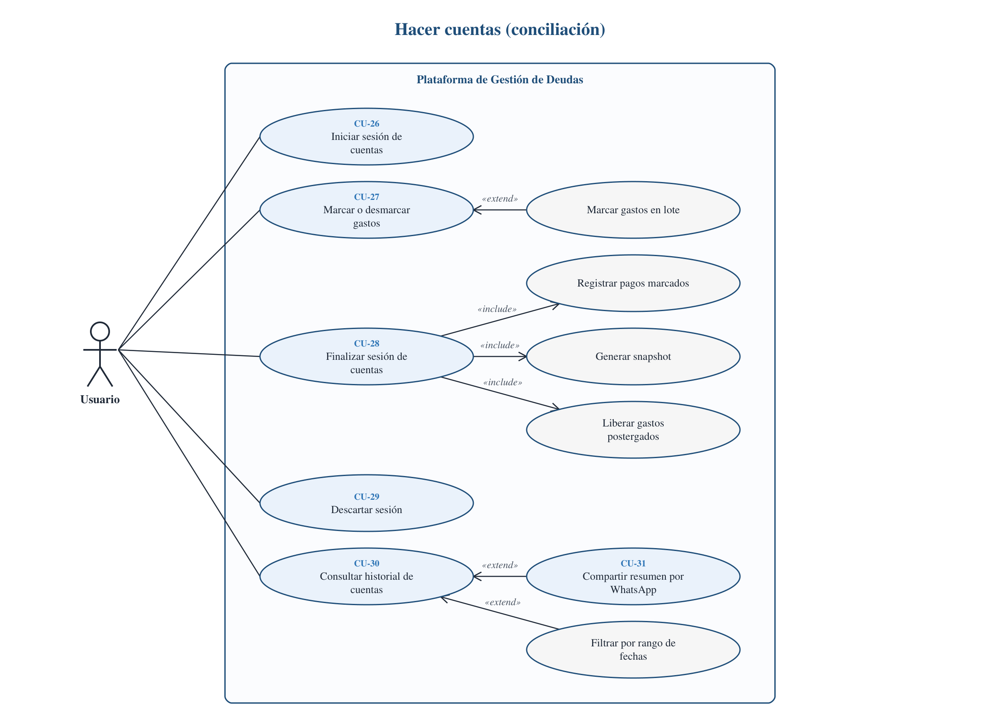 Hacer cuentas (conciliación)
Plataforma de Gestión de Deudas
CU-26
Iniciar sesión de
cuentas
CU-27
Marcar o desmarcar
gastos
«extend»
Marcar gastos en lote
Registrar pagos marcados
«include»
CU-28
Finalizar sesión de
cuentas
«include»
Generar snapshot
«include»
Liberar gastos
postergados
Usuario
CU-29
Descartar sesión
CU-30
Consultar historial de
cuentas
«extend»
CU-31
Compartir resumen por
WhatsApp
«extend»
Filtrar por rango de
fechas